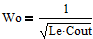 Wo = 1 / √(Le·Cout)